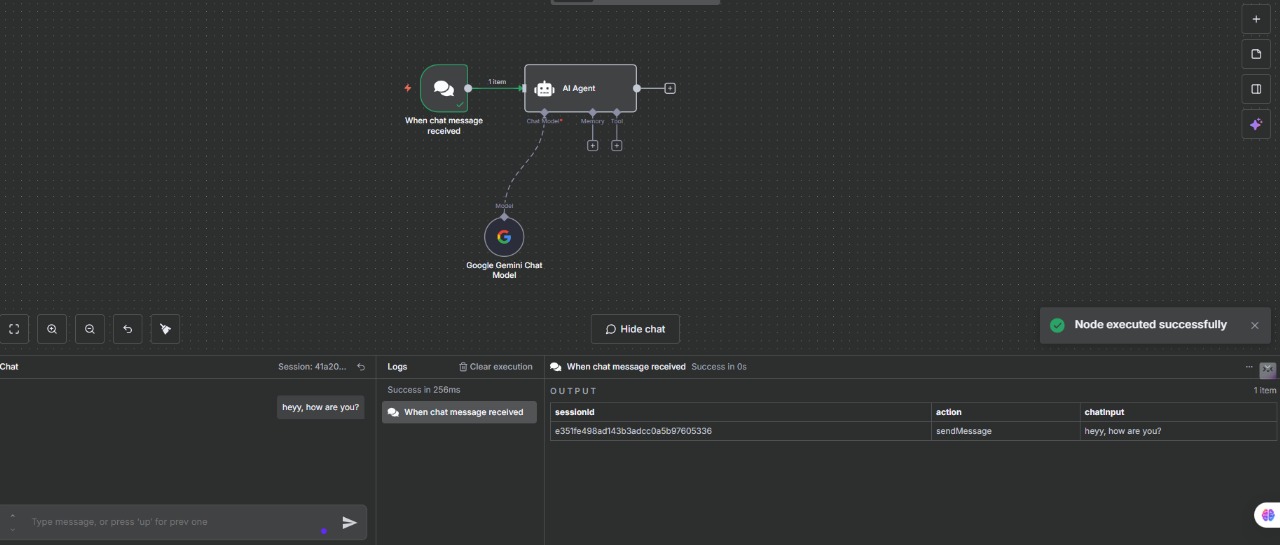 1 item
AI Agent
When chat message
received
Chat Model*
Memory
Tool
Model
Google Gemini Chat
Model
Hide chat
Node executed successfully
Chat
Session: 41a20...
heyy, how are you?
Type message, or press 'up' for prev one
Logs
Clear execution
Success in 256ms
When chat message received
When chat message received Success in 0s
OUTPUT
1 item
sessionId action chatInput
e351fe498ad143b3adcc0a5b97605336 sendMessage heyy, how are you?